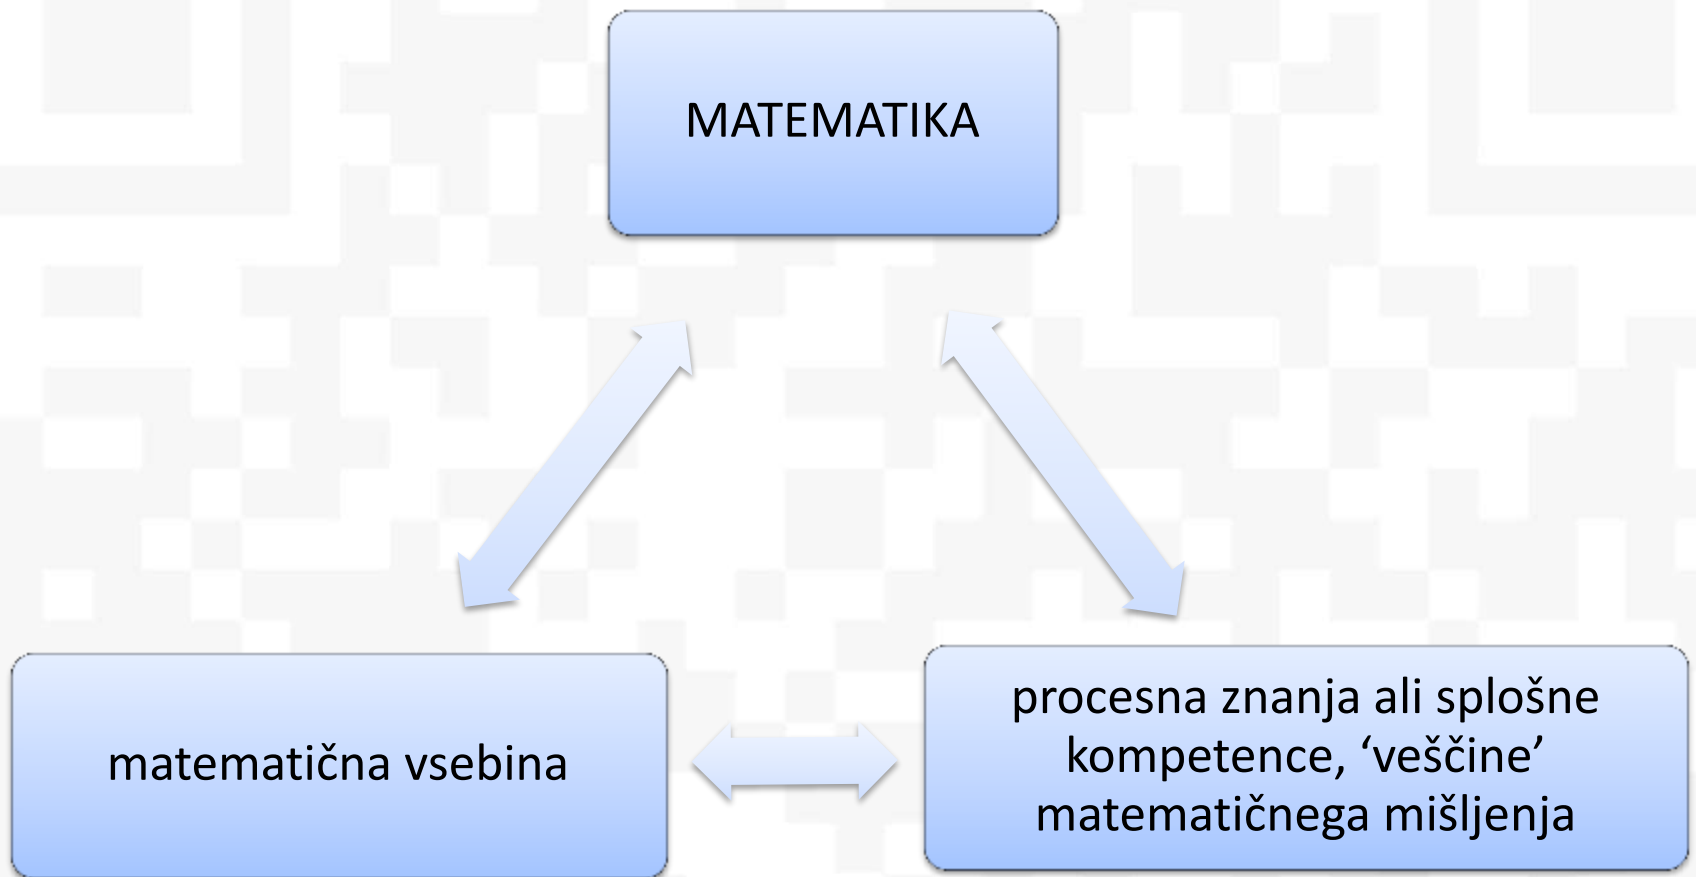 MATEMATIKA
matematična vsebina
procesna znanja ali splošne
kompetence, ‘veščine’
matematičnega mišljenja